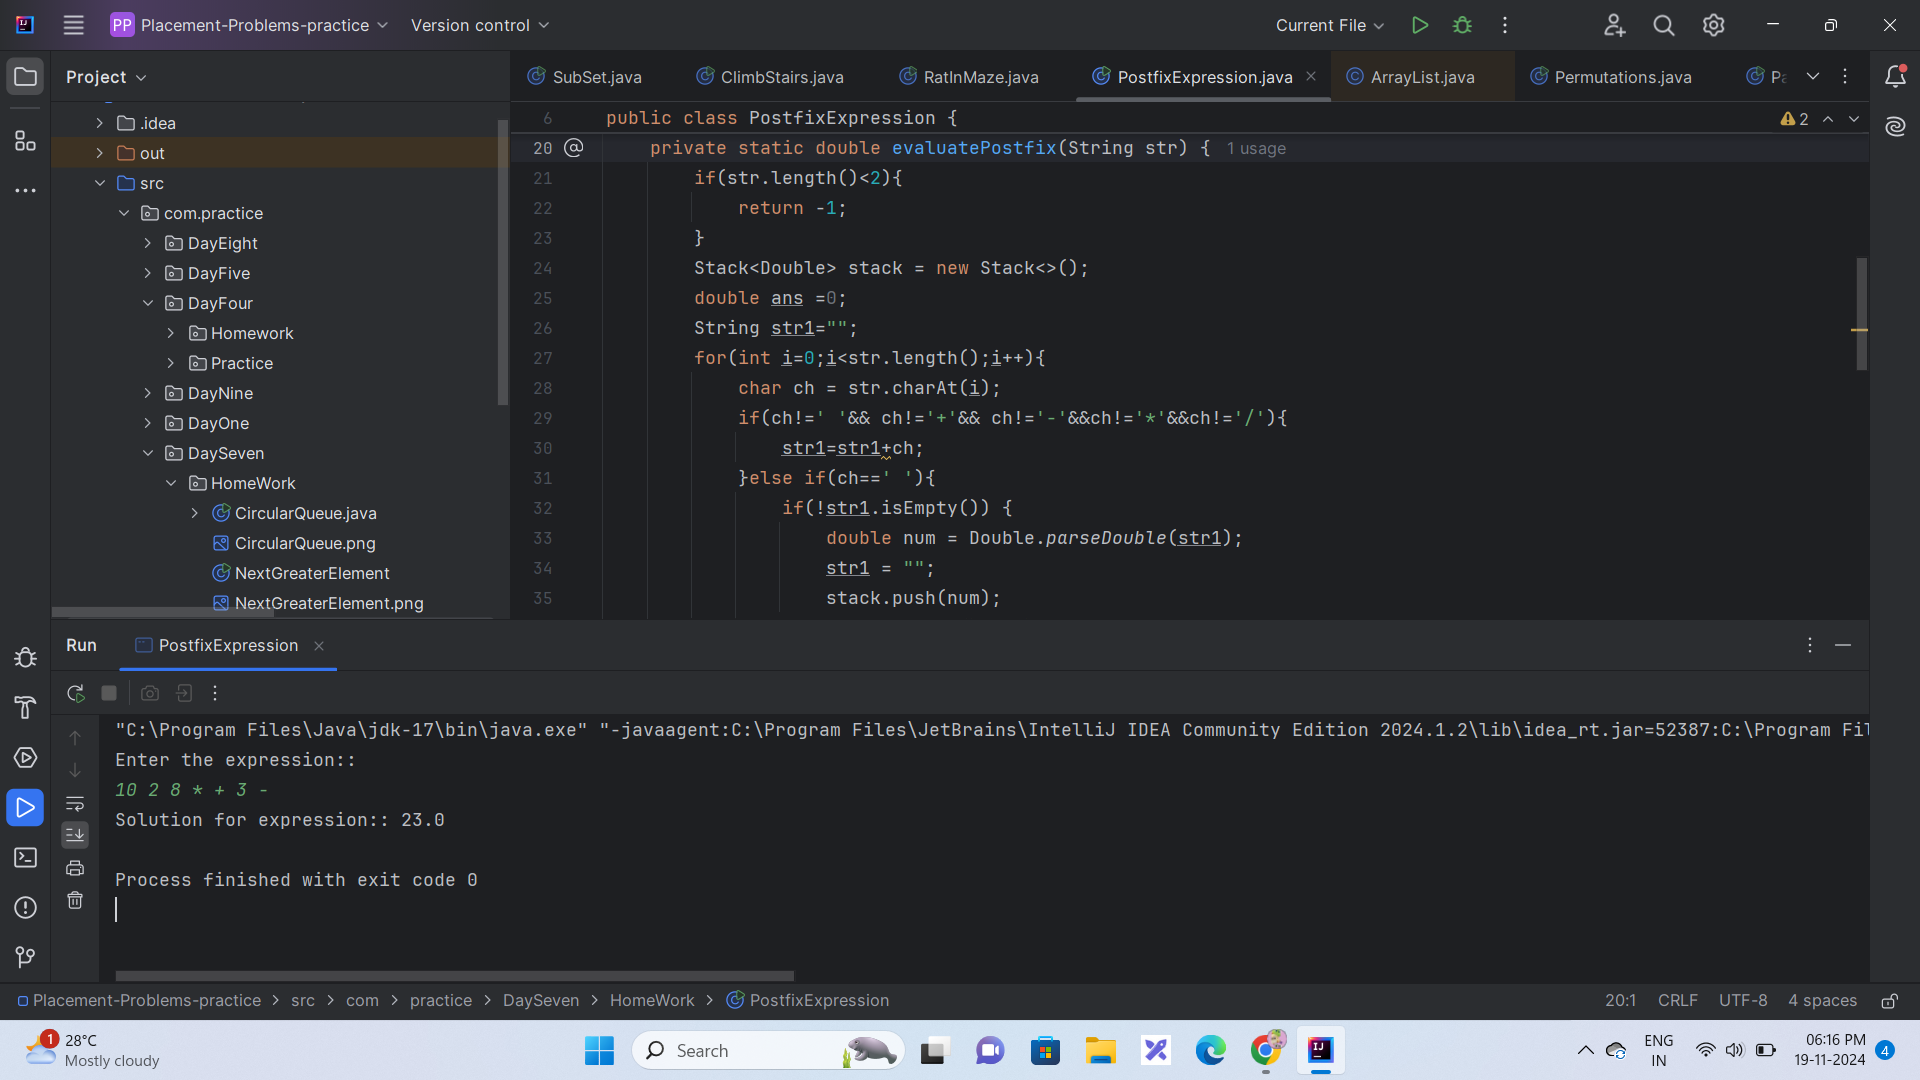 PP Placement-Problems-practice Version control Current File
Project
SubSet.java ClimbStairs.java RatInMaze.java PostfixExpression.java ArrayList.java Permutations.java
.idea
out
src
com.practice
DayEight
DayFive
DayFour
Homework
Practice
DayNine
DayOne
DaySeven
HomeWork
CircularQueue.java
CircularQueue.png
NextGreaterElement
NextGreaterElement.png
6 public class PostfixExpression { 2
20 @ private static double evaluatePostfix(String str) { 1 usage
21 if(str.length()<2){
22 return -1;
23 }
24 Stack<Double> stack = new Stack<>();
25 double ans =0;
26 String str1="";
27 for(int i=0;i<str.length();i++){
28 char ch = str.charAt(i);
29 if(ch!=' '&& ch!='+'&& ch!='-'&&ch!='*'&&ch!='/'){
30 str1=str1+ch;
31 }else if(ch==' '){
32 if(!str1.isEmpty()) {
33 double num = Double.parseDouble(str1);
34 str1 = "";
35 stack.push(num);
Run PostfixExpression
"C:\Program Files\Java\jdk-17\bin\java.exe" "-javaagent:C:\Program Files\JetBrains\IntelliJ IDEA Community Edition 2024.1.2\lib\idea_rt.jar=52387:C:\Program Fil
Enter the expression::
10 2 8 * + 3 -
Solution for expression:: 23.0
Process finished with exit code 0
Placement-Problems-practice > src > com > practice > DaySeven > HomeWork > PostfixExpression 20:1 CRLF UTF-8 4 spaces
1 28°C
Mostly cloudy
Search
ENG
IN
06:16 PM
19-11-2024
4